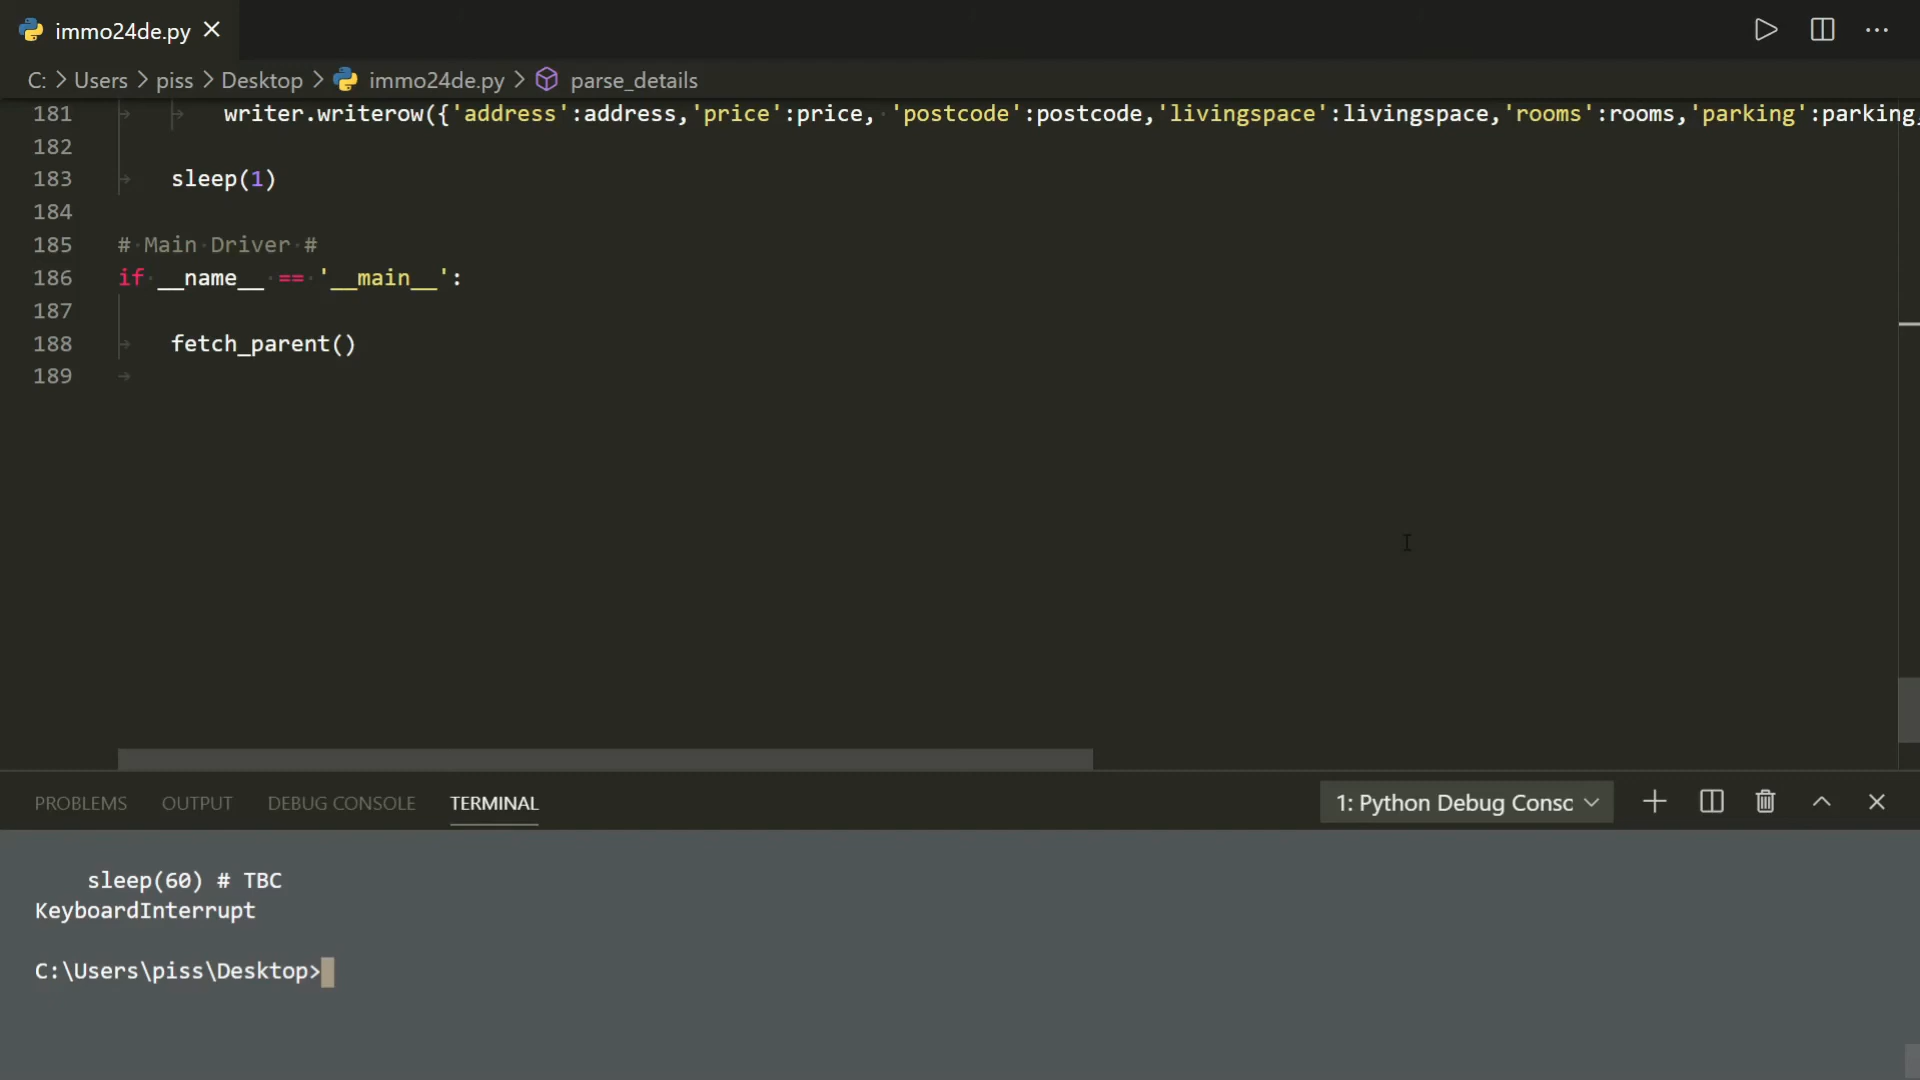 immo24de.py
C: > Users > piss > Desktop > immo24de.py > parse_details
181 writer.writerow({'address':address,'price':price, 'postcode':postcode,'livingspace':livingspace,'rooms':rooms,'parking':parking,
182
183 sleep(1)
184
185 # Main Driver #
186 if __name__ == '__main__':
187
188 fetch_parent()
189
PROBLEMS OUTPUT DEBUG CONSOLE TERMINAL 1: Python Debug Consc
sleep(60) # TBC
KeyboardInterrupt
C:\Users\piss\Desktop>